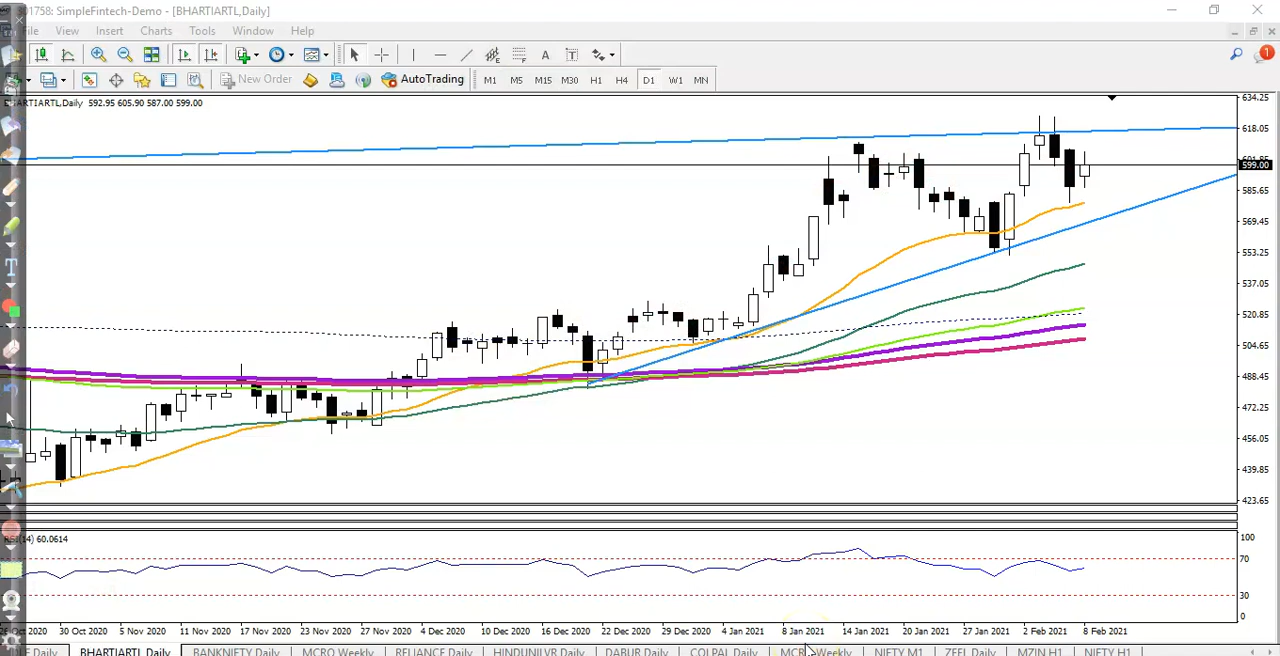 501758: SimpleFintech-Demo - [BHARTIARTL,Daily]
File View Insert Charts Tools Window Help
1
New Order AutoTrading M1 M5 M15 M30 H1 H4 D1 W1 MN
BHARTIARTL,Daily 592.95 605.90 587.00 599.00
634.25
618.05
599.00
585.65
569.45
553.25
537.05
520.85
504.65
488.45
472.25
456.05
439.85
423.65
RSI(14) 60.0614
100
70
30
0
26 Oct 2020 30 Oct 2020 5 Nov 2020 11 Nov 2020 17 Nov 2020 23 Nov 2020 27 Nov 2020 4 Dec 2020 10 Dec 2020 16 Dec 2020 22 Dec 2020 29 Dec 2020 4 Jan 2021 8 Jan 2021 14 Jan 2021 20 Jan 2021 27 Jan 2021 2 Feb 2021 8 Feb 2021
Daily BHARTIARTL,Daily BANKNIFTY,Daily MCRO,Weekly RELIANCE,Daily HINDUNILVR,Daily DABUR,Daily COLPAL,Daily NIFTY,M1 ZEEL,Daily MZIN,H1 NIFTY,H1